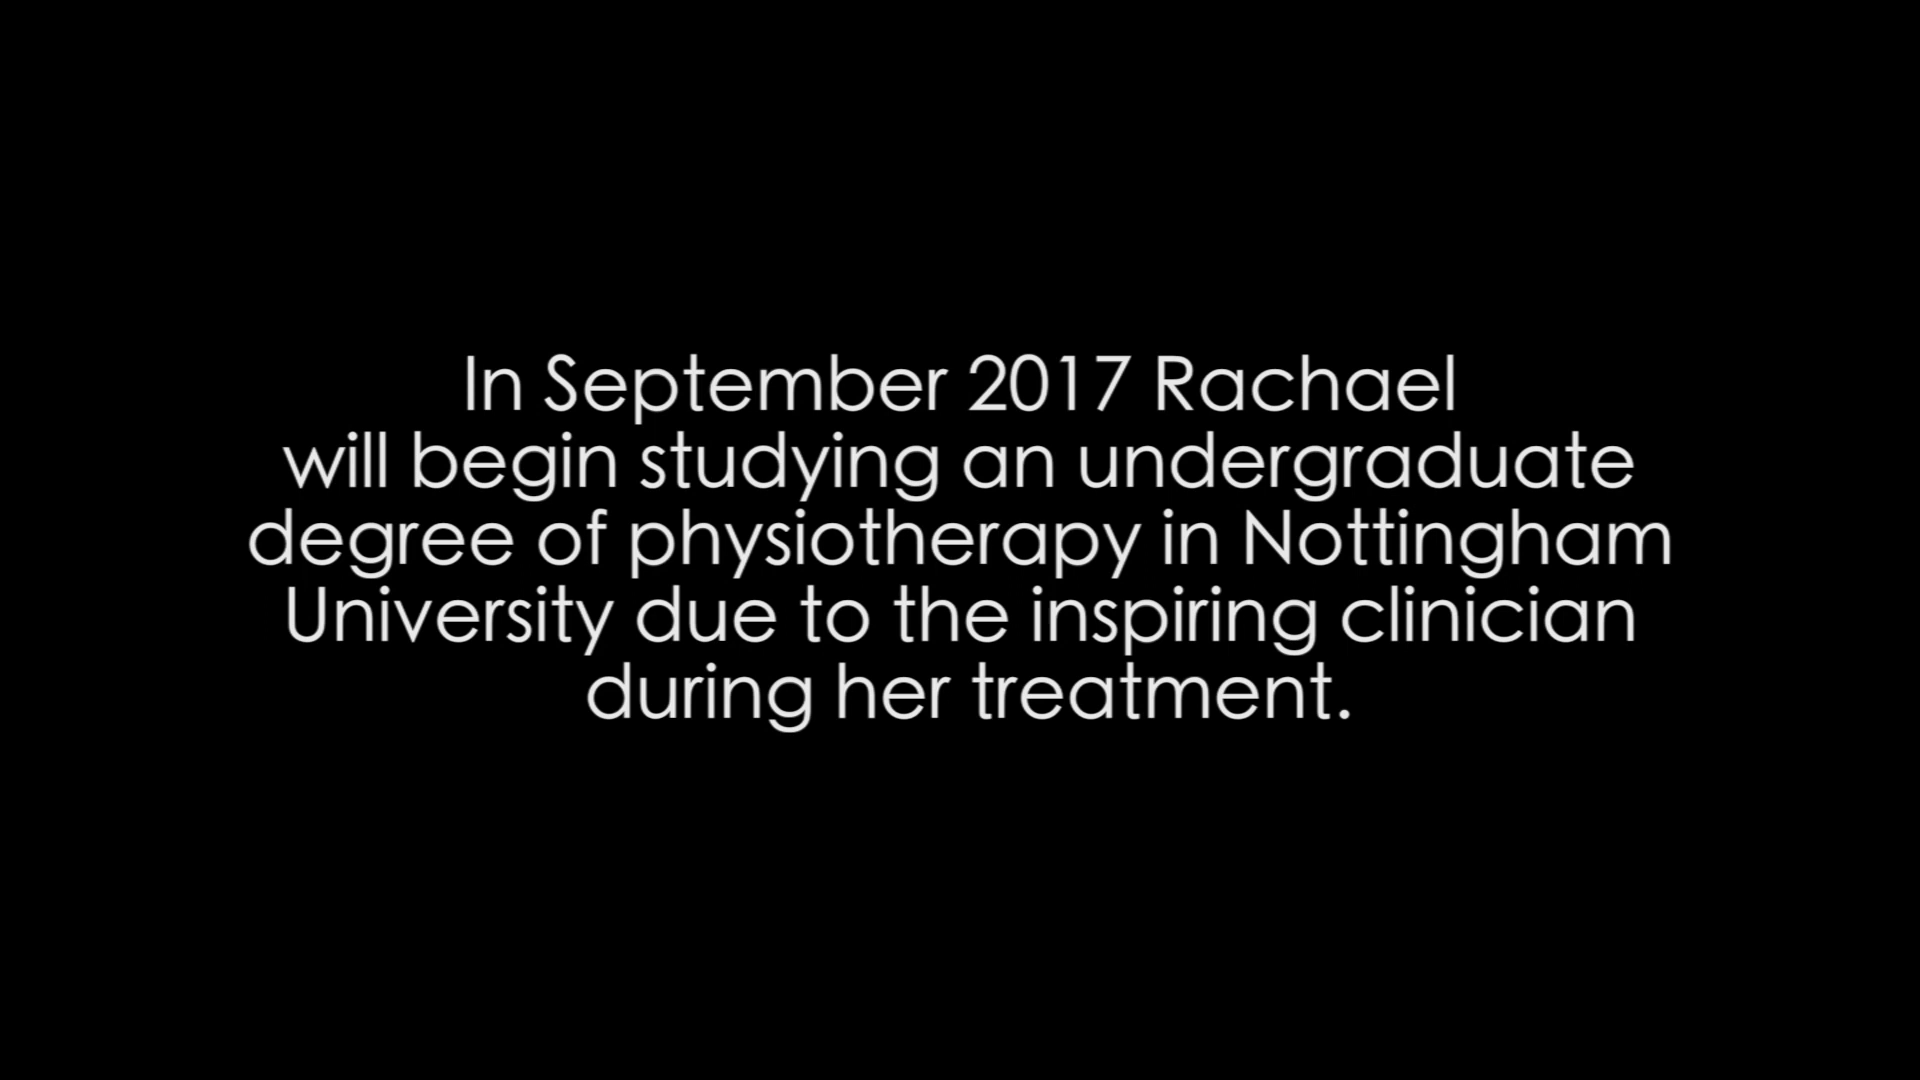 In September 2017 Rachael
will begin studying an undergraduate
degree of physiotherapy in Nottingham
University due to the inspiring clinician
during her treatment.